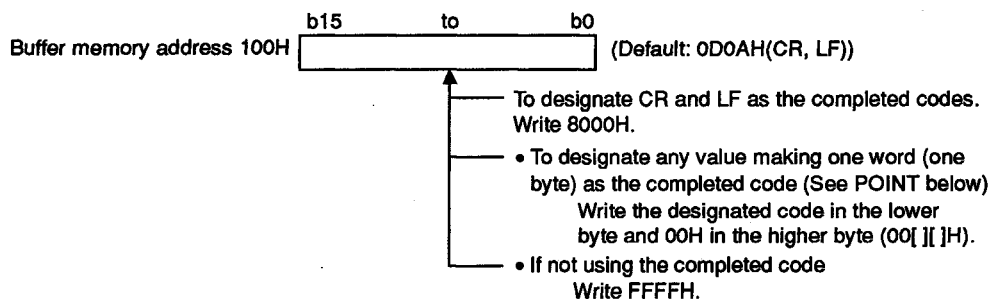 b15 to b0
Buffer memory address 100H (Default: 0D0AH(CR, LF))
To designate CR and LF as the completed codes.
Write 8000H.
• To designate any value making one word (one
byte) as the completed code (See POINT below)
Write the designated code in the lower
byte and 00H in the higher byte (00[ ][ ]H).
• If not using the completed code
Write FFFFH.